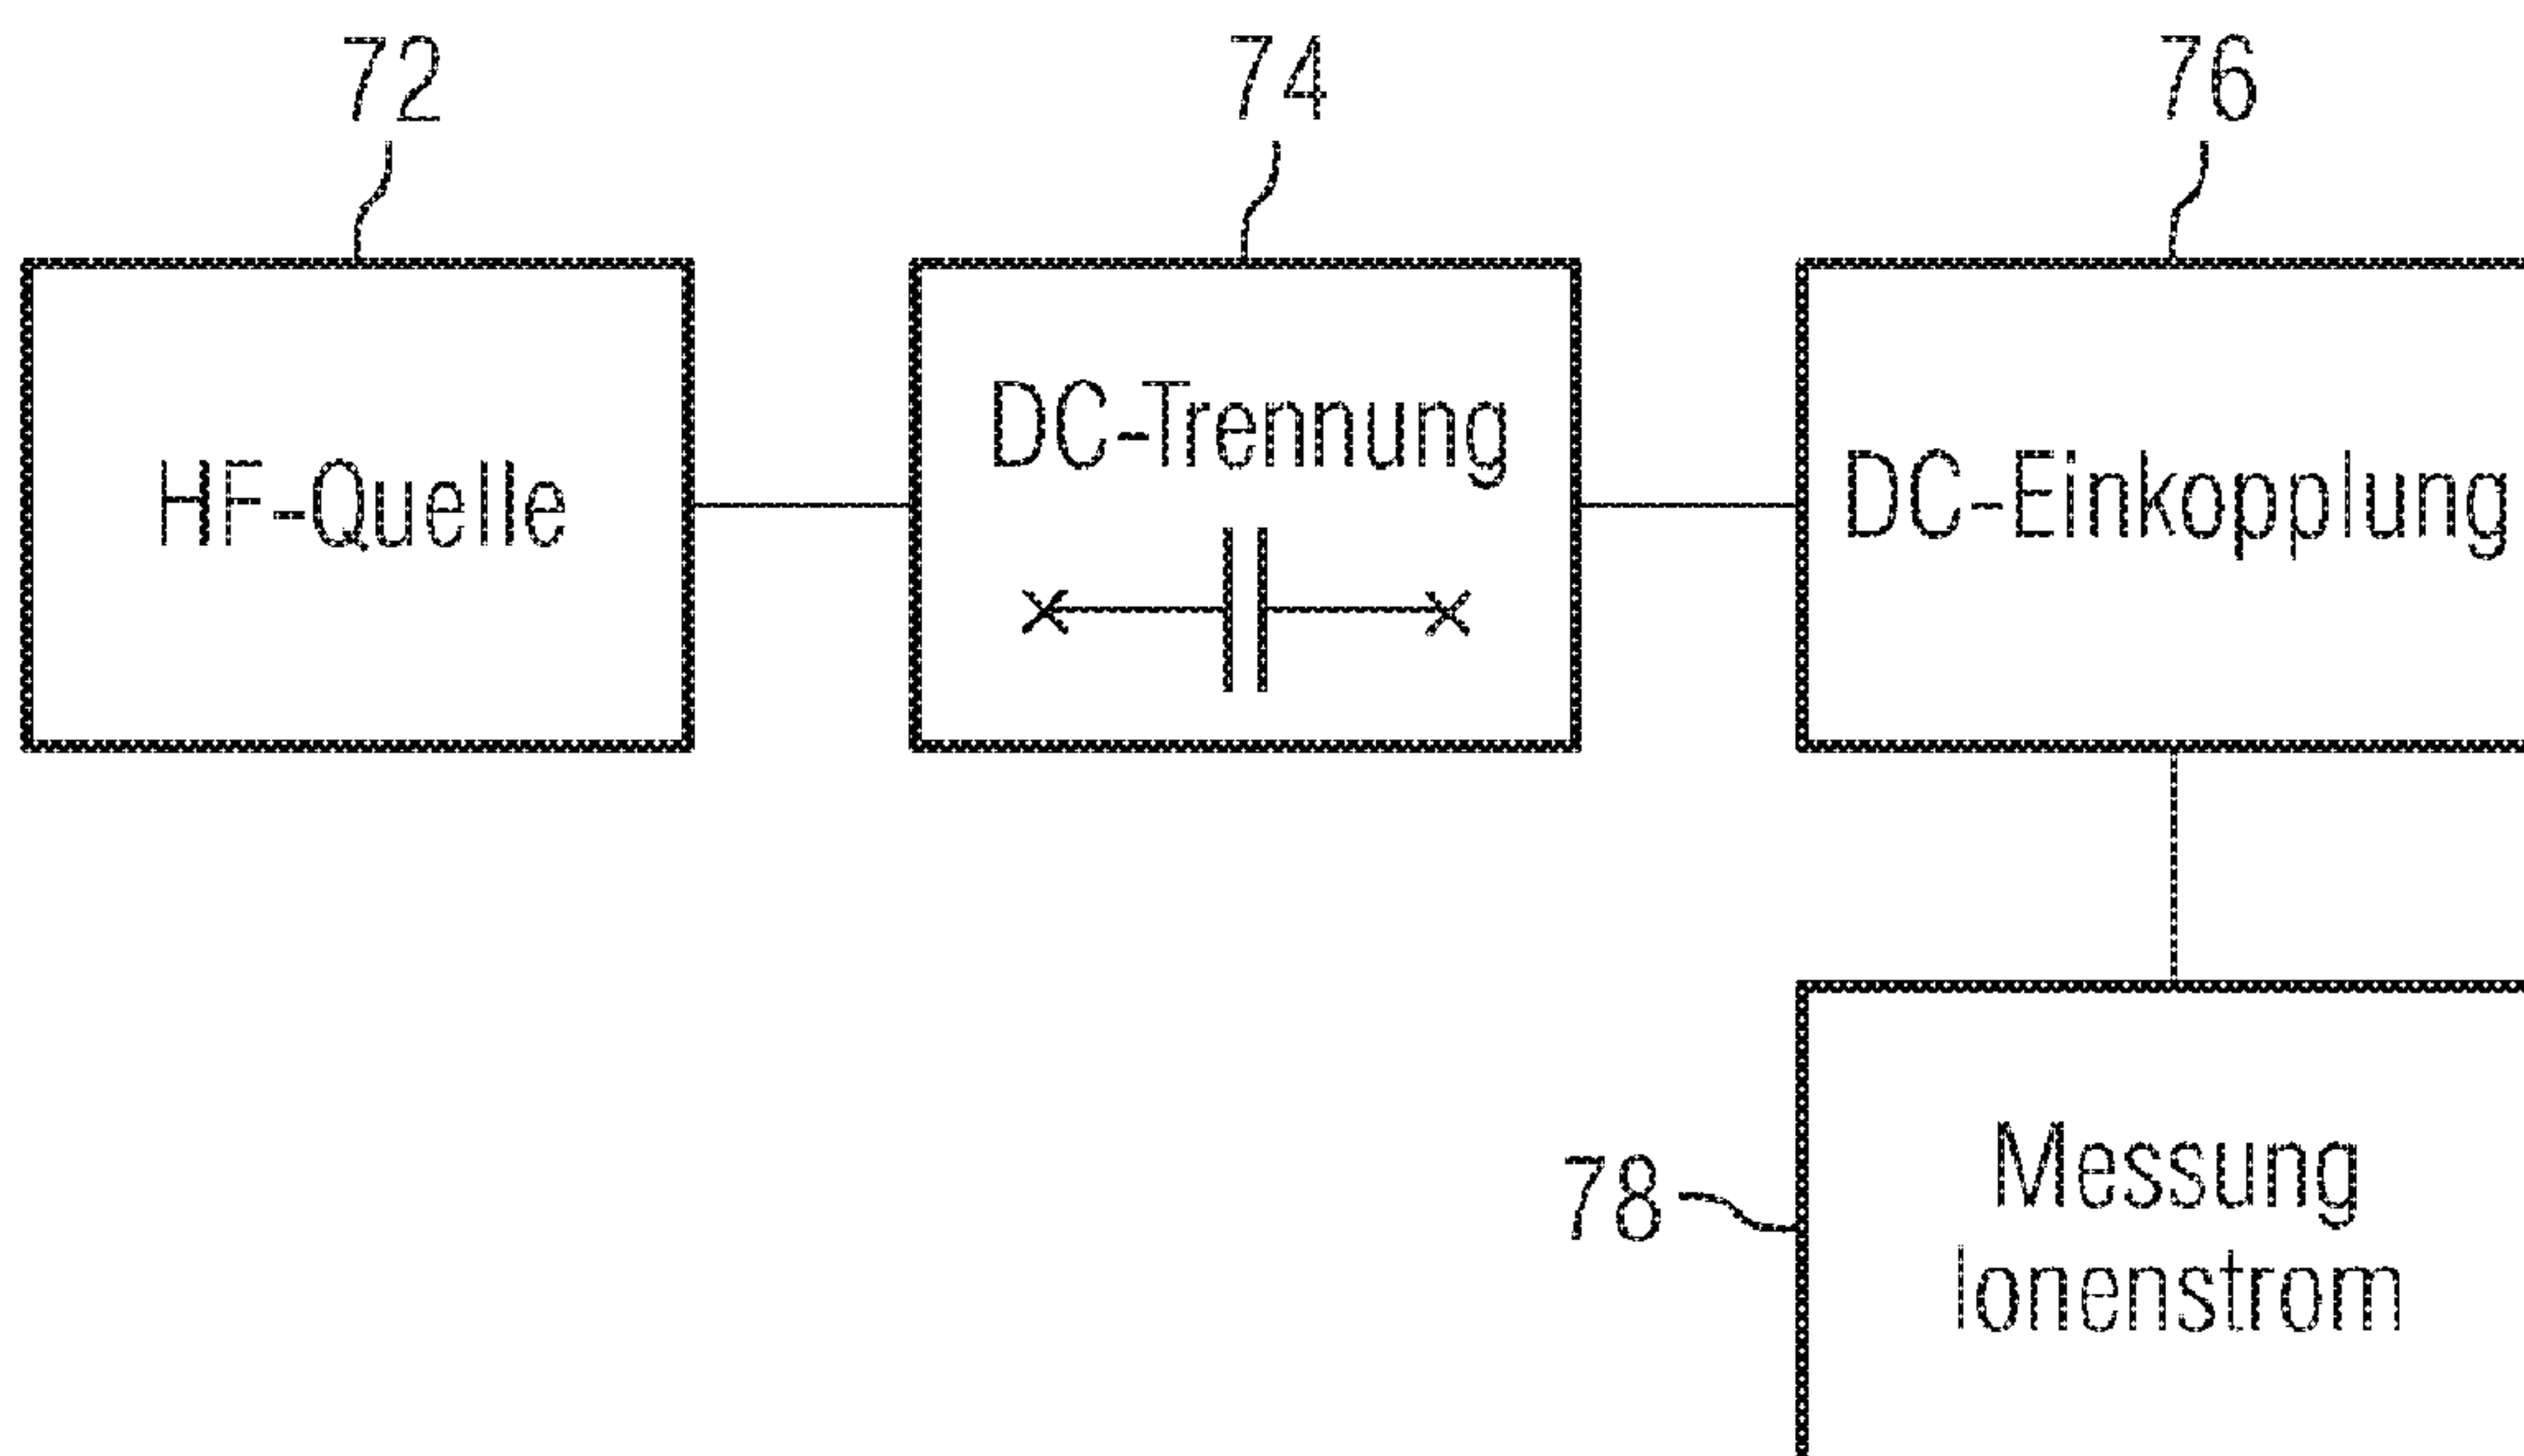 72
74
76
HF-Quelle
DC-Trennung
DC-Einkopplung
78
Messung
Ionenstrom